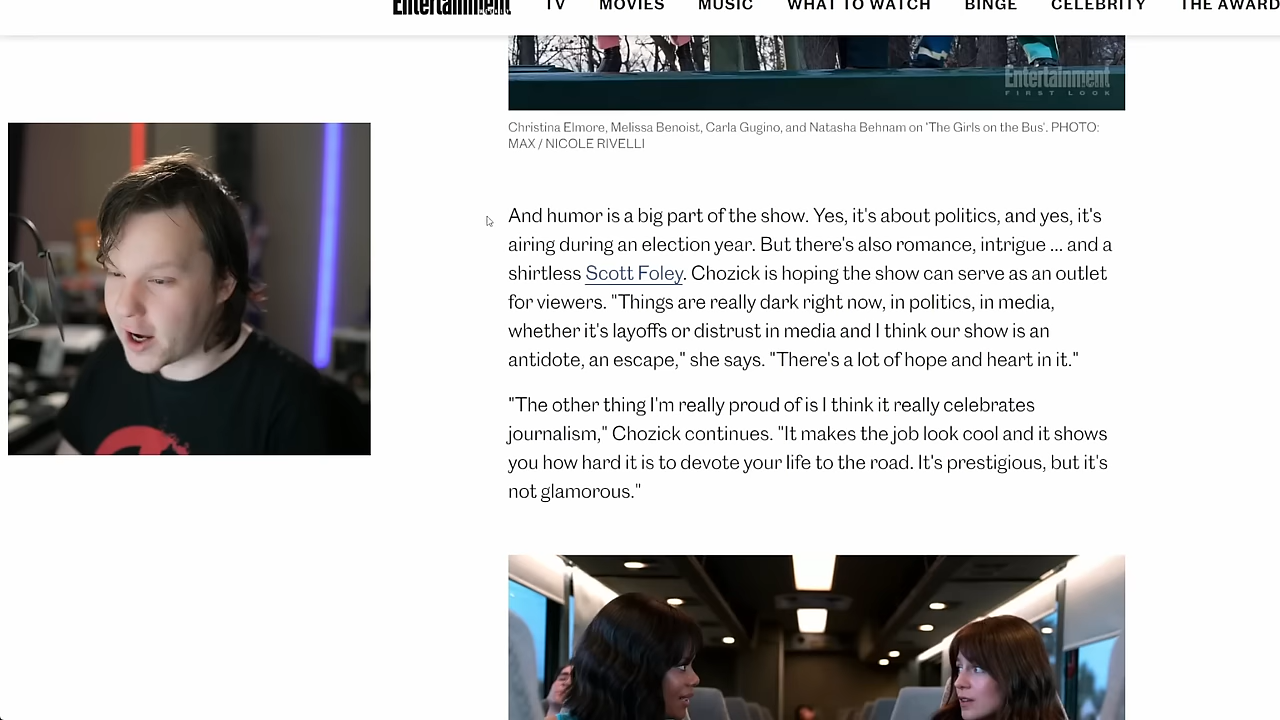 Entertainment
TV MOVIES MUSIC WHAT TO WATCH BINGE CELEBRITY THE AWARD
Entertainment
FIRST LOOK
Christina Elmore, Melissa Benoist, Carla Gugino, and Natasha Behnam on 'The Girls on the Bus'. PHOTO:
MAX / NICOLE RIVELLI
And humor is a big part of the show. Yes, it's about politics, and yes, it's
airing during an election year. But there's also romance, intrigue ... and a
shirtless Scott Foley. Chozick is hoping the show can serve as an outlet
for viewers. "Things are really dark right now, in politics, in media,
whether it's layoffs or distrust in media and I think our show is an
antidote, an escape," she says. "There's a lot of hope and heart in it."
"The other thing I'm really proud of is I think it really celebrates
journalism," Chozick continues. "It makes the job look cool and it shows
you how hard it is to devote your life to the road. It's prestigious, but it's
not glamorous."